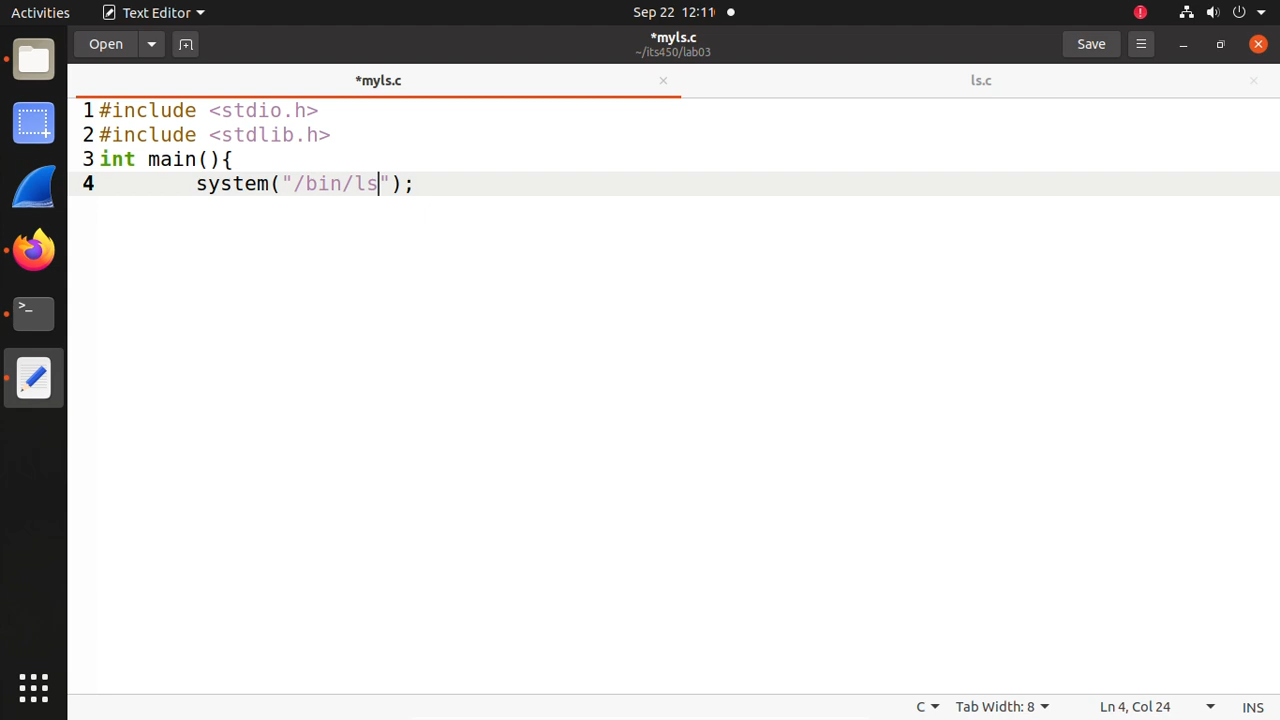 Activities Text Editor Sep 22 12:11
Open *myls.c Save
~/its450/lab03
*myls.c ls.c
1 #include <stdio.h>
2 #include <stdlib.h>
3 int main(){
4 system("/bin/ls");
C Tab Width: 8 Ln 4, Col 24 INS